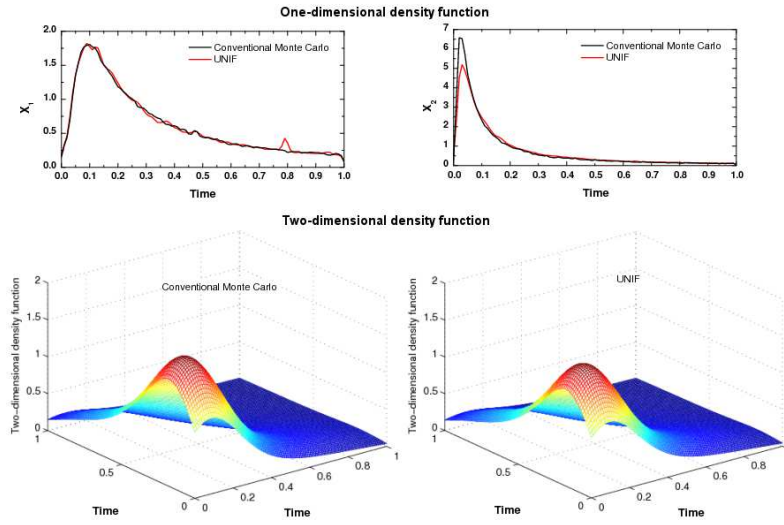 One-dimensional density function
2.0
1.5
1.0
0.5
0.0
X1
Conventional Monte Carlo
UNIF
0.0 0.1 0.2 0.3 0.4 0.5 0.6 0.7 0.8 0.9 1.0
Time
7
6
5
4
3
2
1
0
X2
Conventional Monte Carlo
UNIF
0.0 0.1 0.2 0.3 0.4 0.5 0.6 0.7 0.8 0.9 1.0
Time
Two-dimensional density function
Two-dimensional density function
2
1.5
1
0.5
0
Conventional Monte Carlo
1
0.5
0
Time
0
0.2
0.4
0.6
0.8
1
Time
Two-dimensional density function
2
1.5
1
0.5
0
UNIF
1
0.5
0
Time
0
0.2
0.4
0.6
0.8
Time